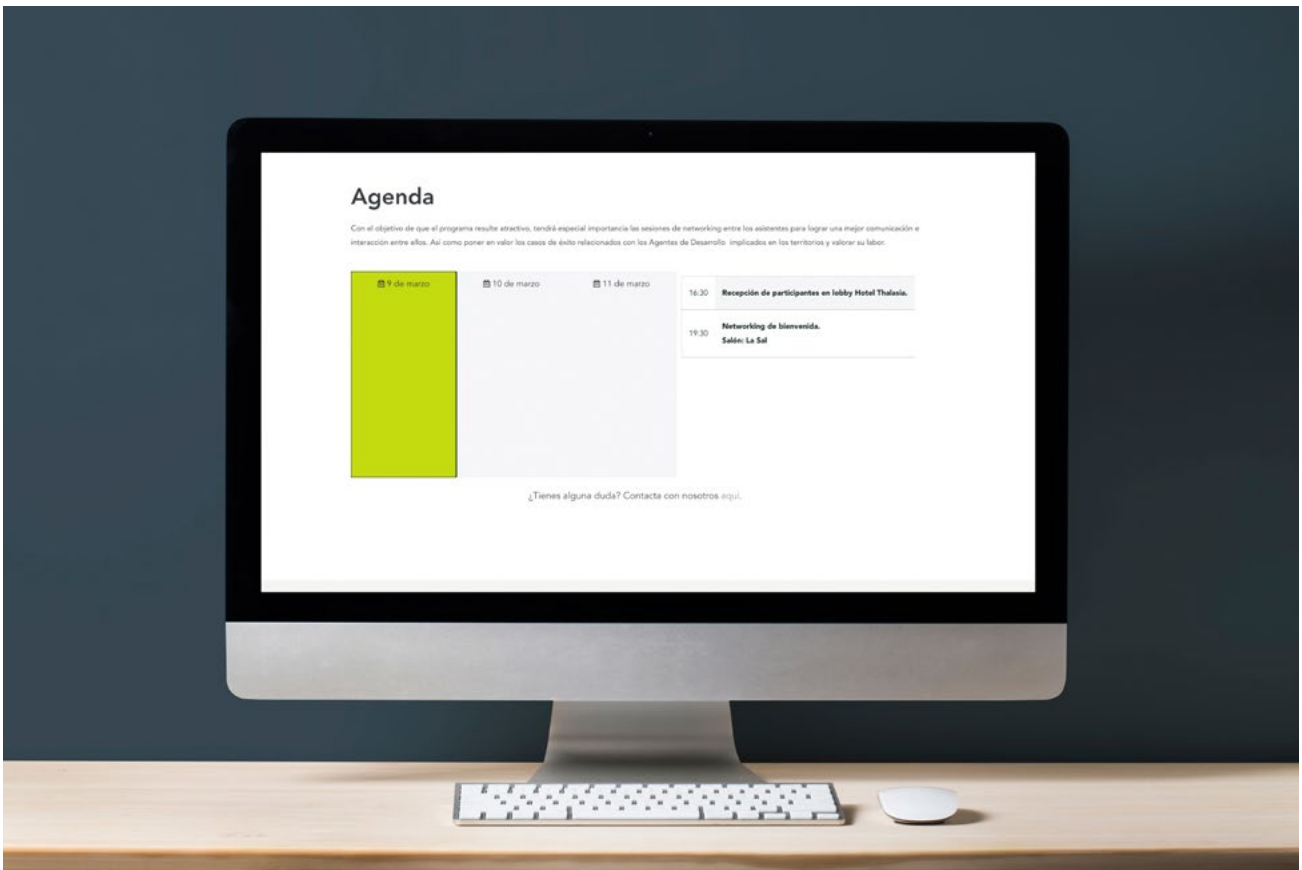 Agenda
Con el objetivo de que el programa resulte atractivo, tendrá especial importancia las sesiones de networking entre los asistentes para lograr una mejor comunicación e
interacción entre ellos. Así como poner en valor los casos de éxito relacionados con los Agentes de Desarrollo implicados en los territorios y valorar su labor.
9 de marzo
10 de marzo
11 de marzo
16:30 Recepción de participantes en lobby Hotel Thalasia.
19:30 Networking de bienvenida.
Salón: La Sal
¿Tienes alguna duda? Contacta con nosotros aquí.